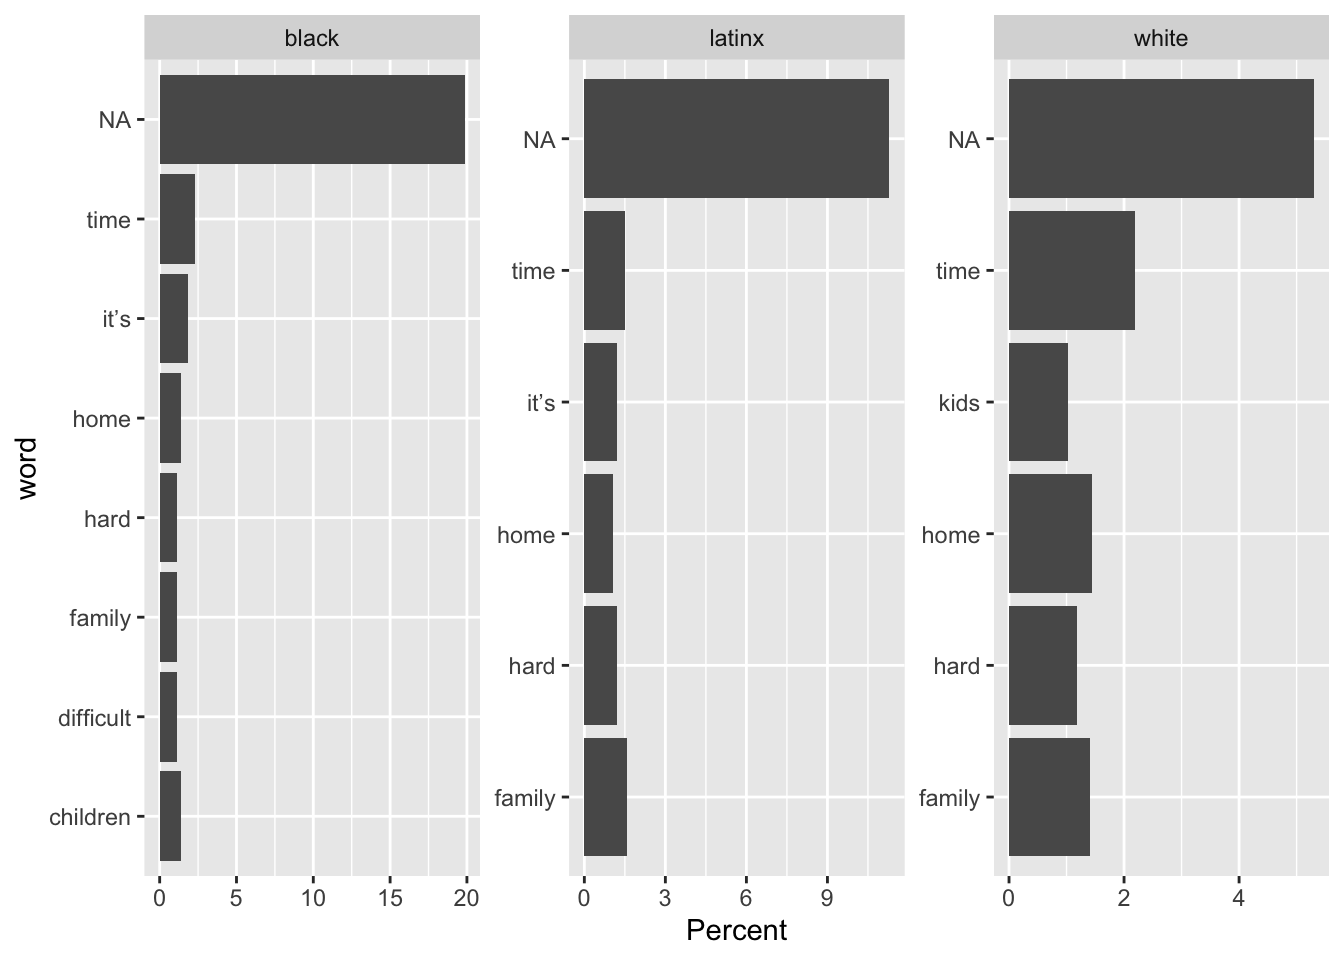 black
latinx
white
word
NA
time
it’s
home
hard
family
difficult
children
0 5 10 15 20
NA
time
it’s
home
hard
family
0 3 6 9
NA
time
kids
home
hard
family
0 2 4
Percent